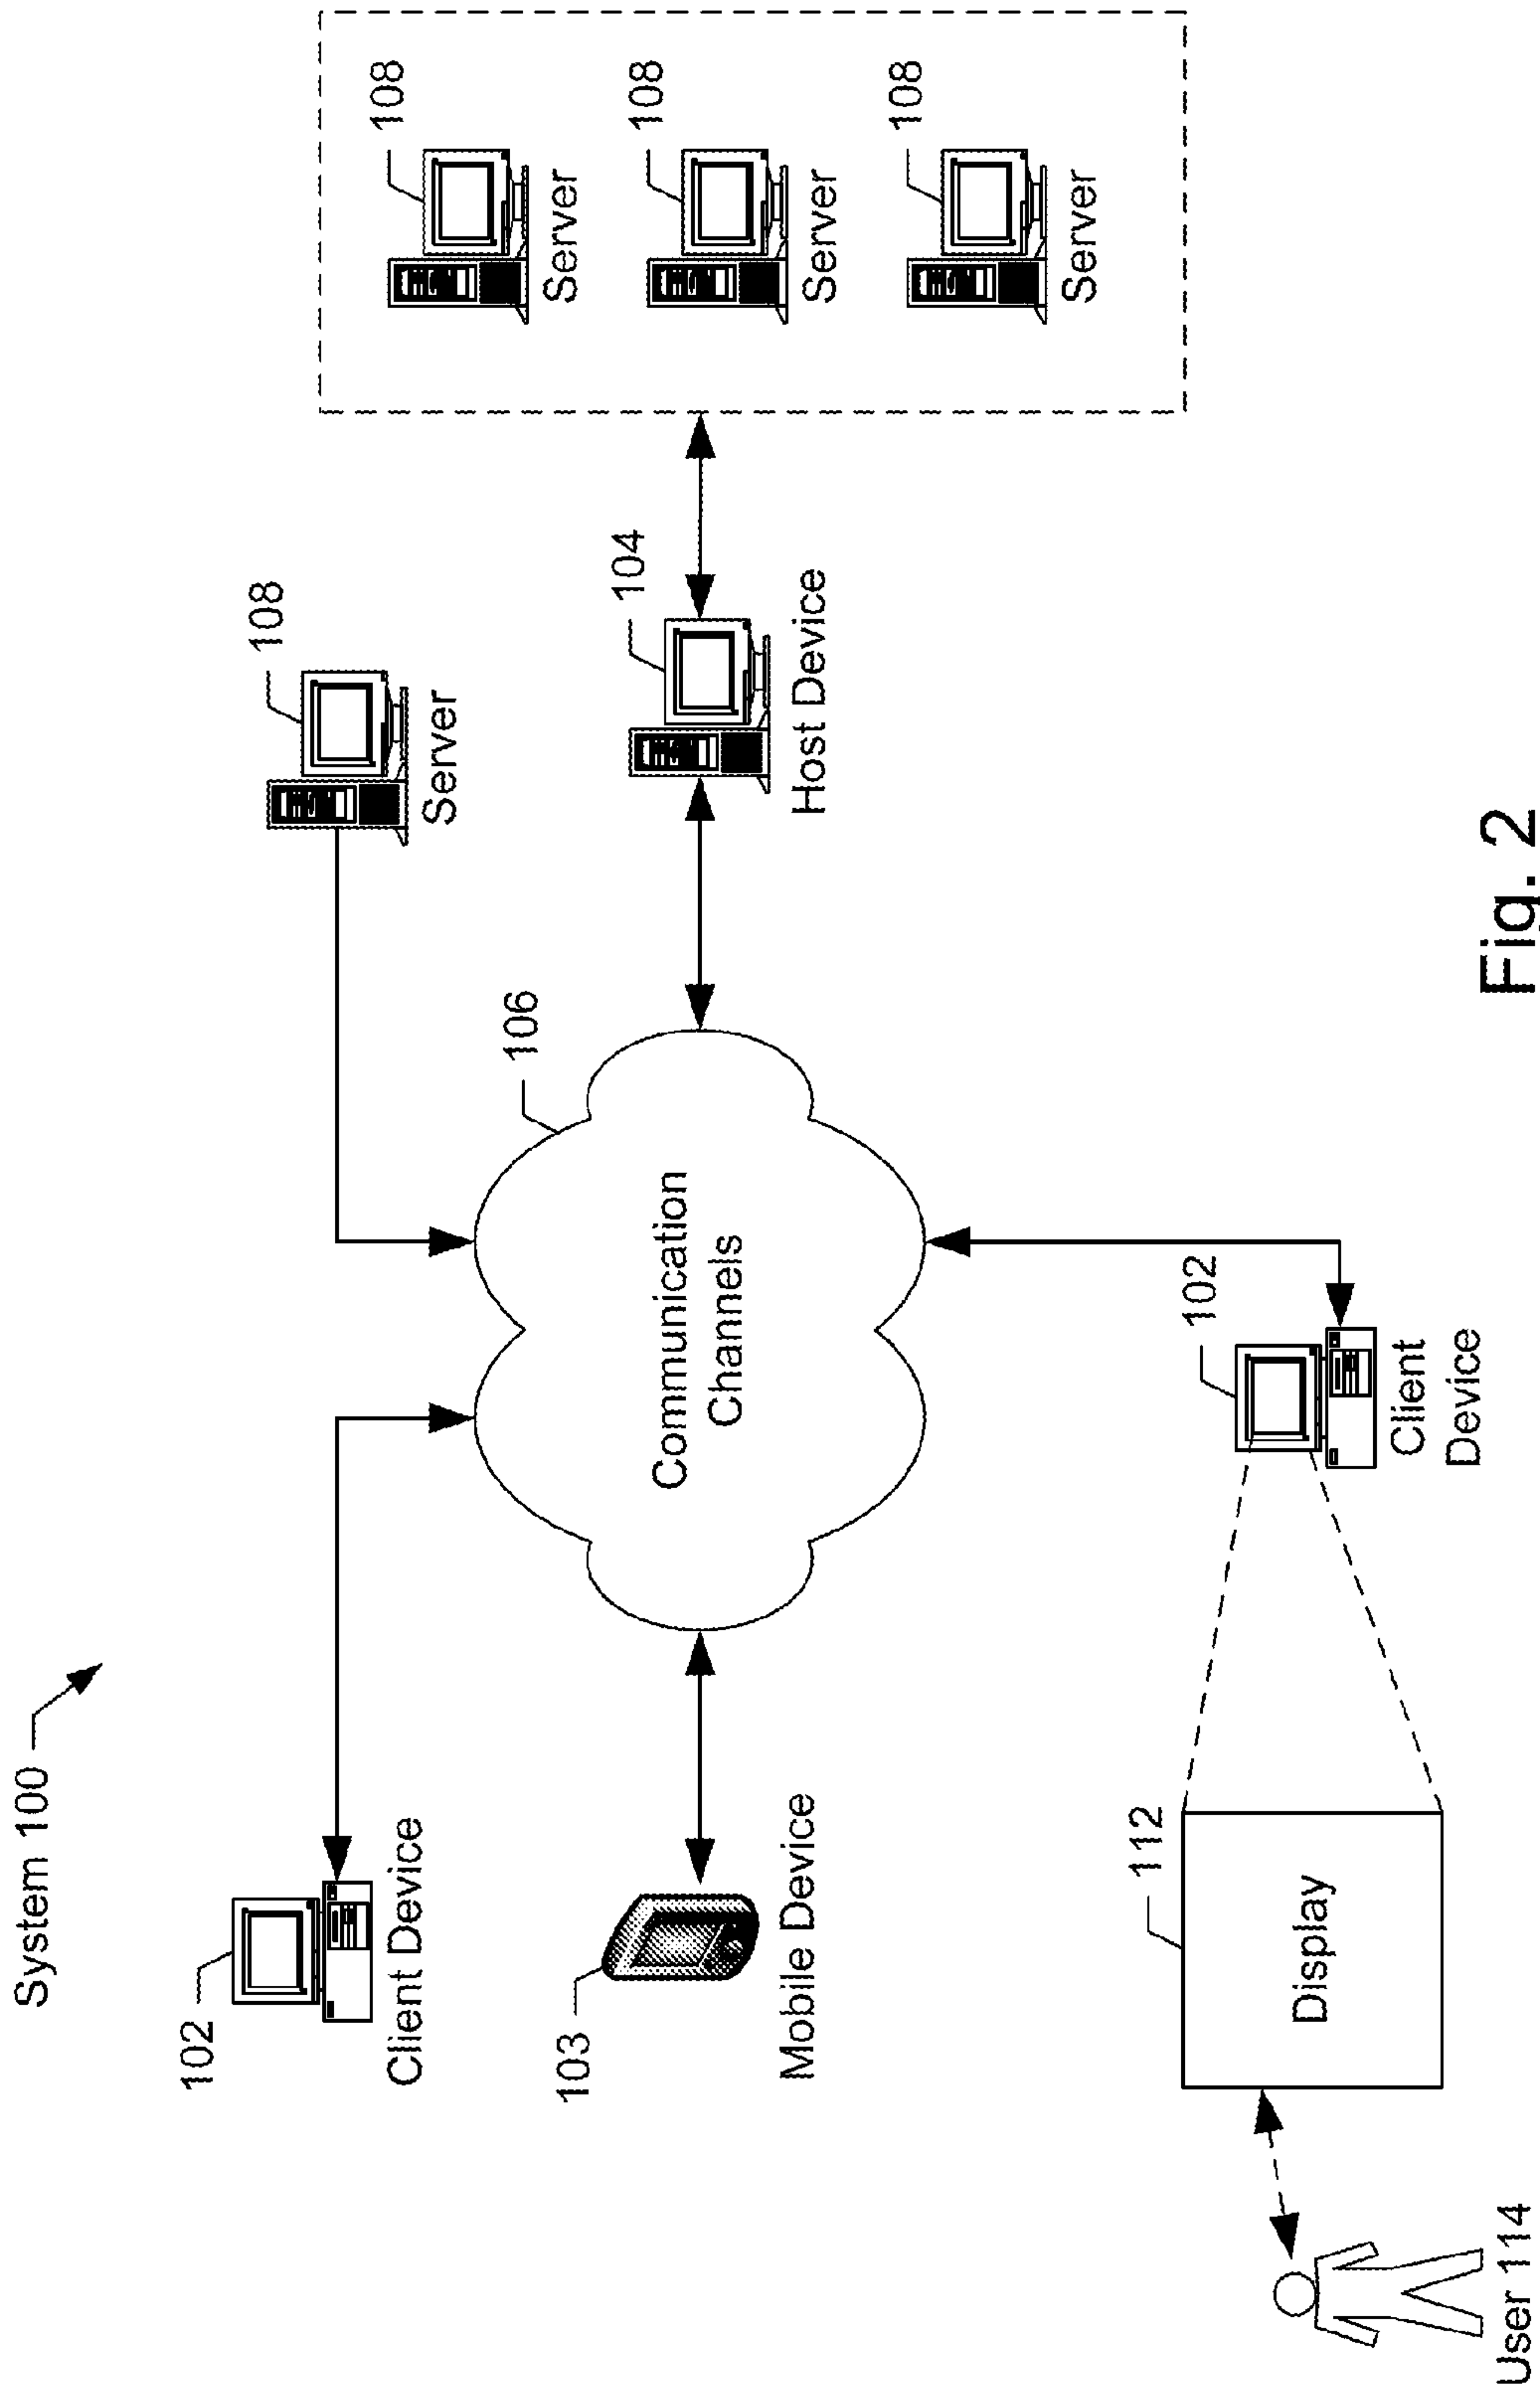 System 100
102
Client Device
108
Server
108
Server
103
Mobile Device
106
Communication
Channels
104
Host Device
108
Server
108
Server
112
Display
102
Client
Device
User 114
Fig. 2